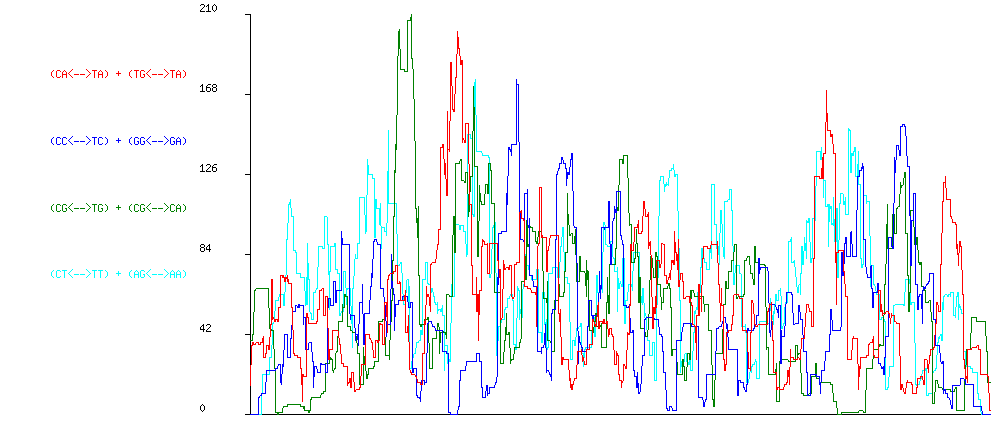 210
(CA<-->TA) + (TG<-->TA)
168
(CC<-->TC) + (GG<-->GA)
126
(CG<-->TG) + (CG<-->CA)
84
(CT<-->TT) + (AG<-->AA)
42
0